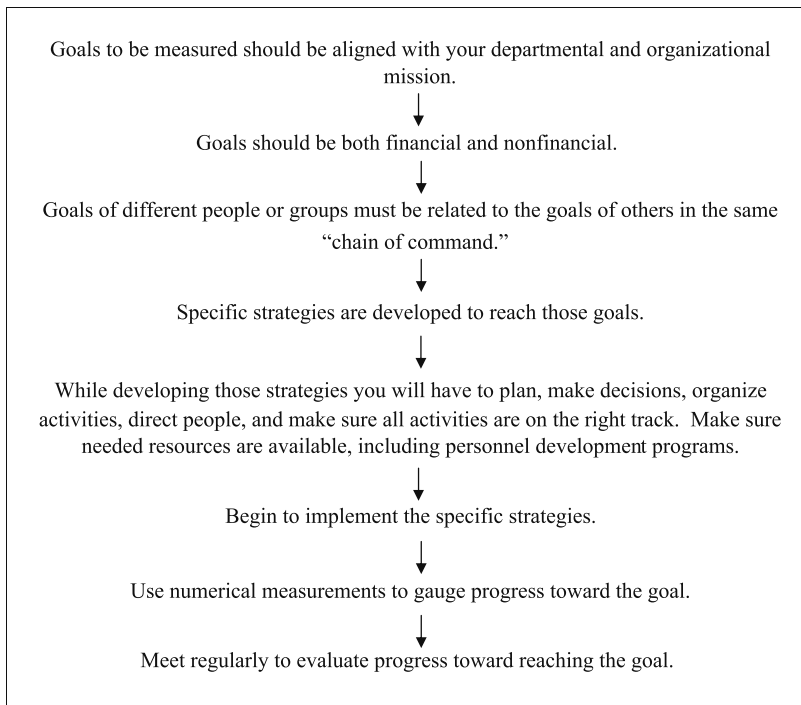 Goals to be measured should be aligned with your departmental and organizational
mission.
Goals should be both financial and nonfinancial.
Goals of different people or groups must be related to the goals of others in the same
“chain of command.”
Specific strategies are developed to reach those goals.
While developing those strategies you will have to plan, make decisions, organize
activities, direct people, and make sure all activities are on the right track.  Make sure
needed resources are available, including personnel development programs.
Begin to implement the specific strategies.
Use numerical measurements to gauge progress toward the goal.
Meet regularly to evaluate progress toward reaching the goal.